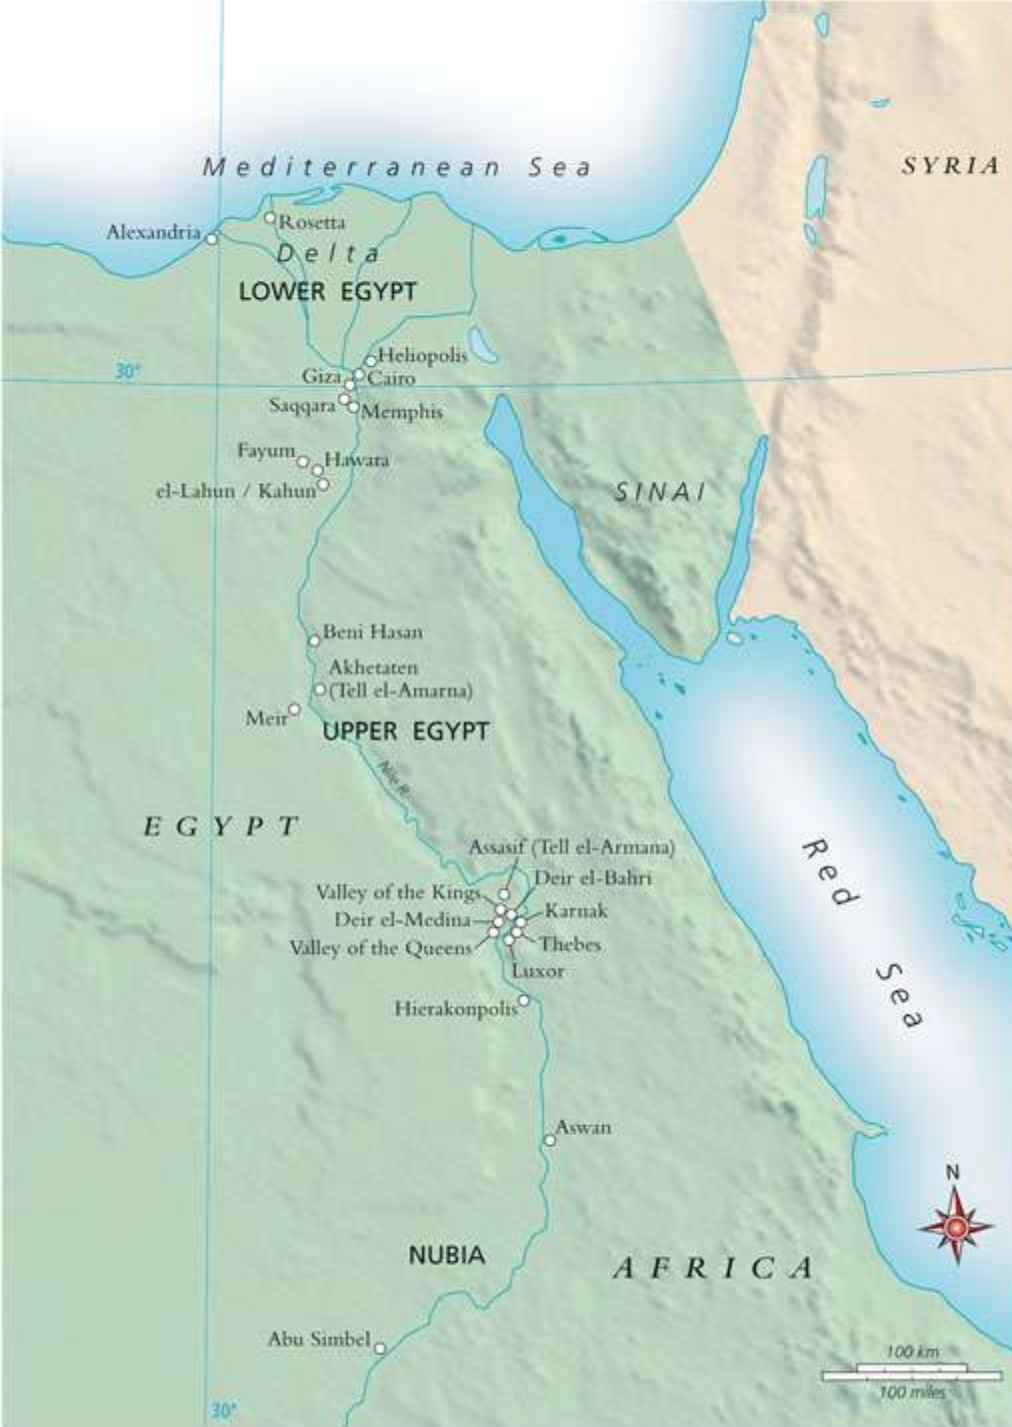 Mediterranean Sea
SYRIA
Alexandria
Rosetta
Delta
LOWER EGYPT
Heliopolis
30°
Giza
Cairo
Saqqara
Memphis
Fayum
Hawara
el-Lahun / Kahun
SINAI
Beni Hasan
Akhetaten
(Tell el-Amarna)
Meir
UPPER EGYPT
Nile R.
EGYPT
Red Sea
Assasif (Tell el-Armana)
Deir el-Bahri
Valley of the Kings
Karnak
Deir el-Medina
Thebes
Valley of the Queens
Luxor
Hierakonpolis
Aswan
N
NUBIA
AFRICA
Abu Simbel
100 km
100 miles
30°